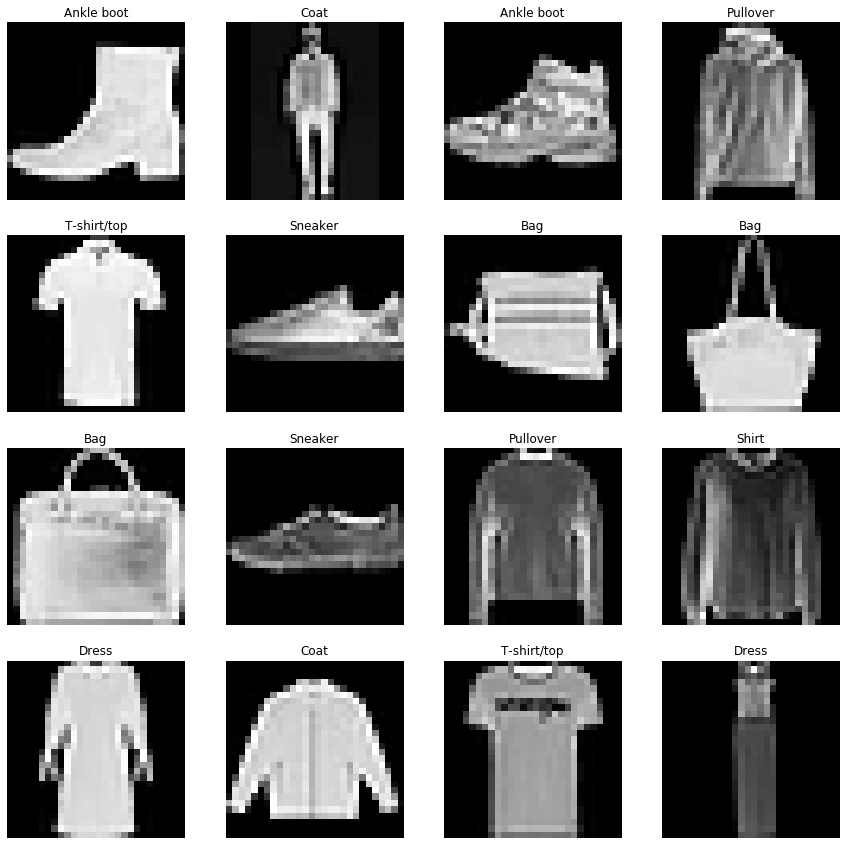 Ankle boot Coat Ankle boot Pullover
T-shirt/top Sneaker Bag Bag
Bag Sneaker Pullover Shirt
Dress Coat T-shirt/top Dress